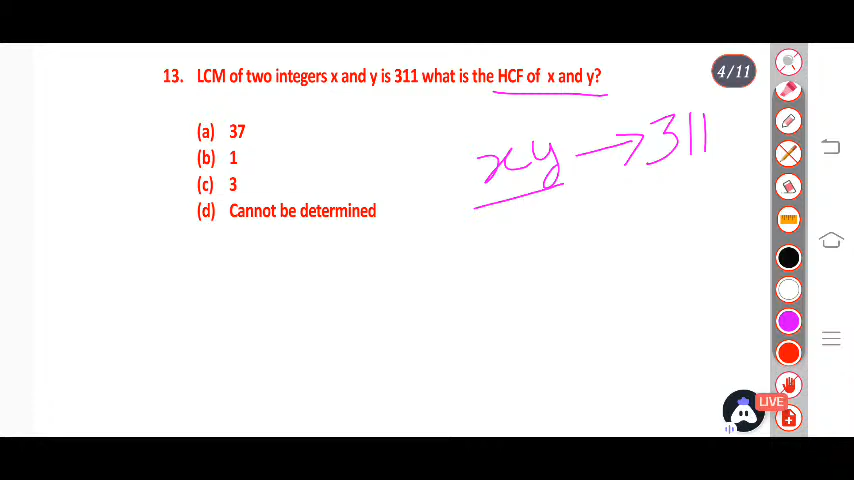 13. LCM of two integers x and y is 311 what is the HCF of x and y?
4/11
(a) 37
(b) 1
(c) 3
(d) Cannot be determined
xy → 311
LIVE